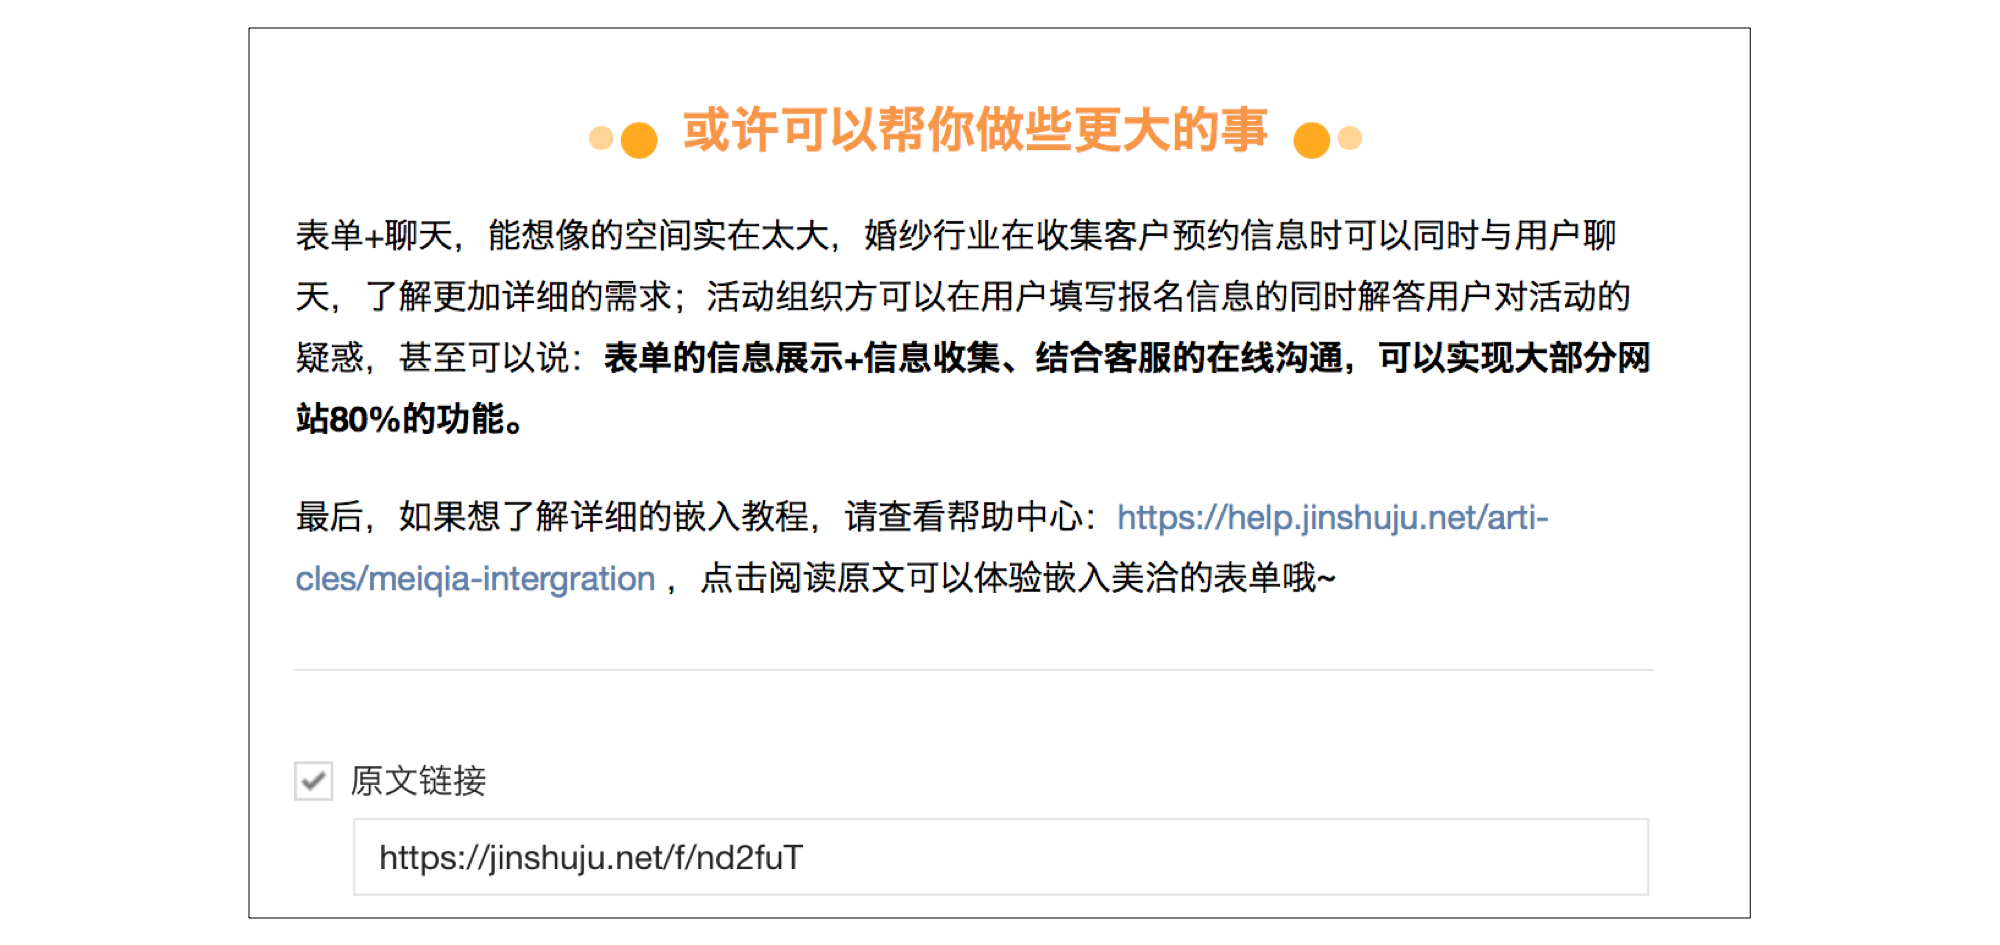 或许可以帮你做些更大的事
表单+聊天，能想像的空间实在太大，婚纱行业在收集客户预约信息时可以同时与用户聊
天，了解更加详细的需求；活动组织方可以在用户填写报名信息的同时解答用户对活动的
疑惑，甚至可以说：表单的信息展示+信息收集、结合客服的在线沟通，可以实现大部分网
站80%的功能。
最后，如果想了解详细的嵌入教程，请查看帮助中心：https://help.jinshuju.net/arti-
cles/meiqia-intergration ，点击阅读原文可以体验嵌入美洽的表单哦~
原文链接
https://jinshuju.net/f/nd2fuT